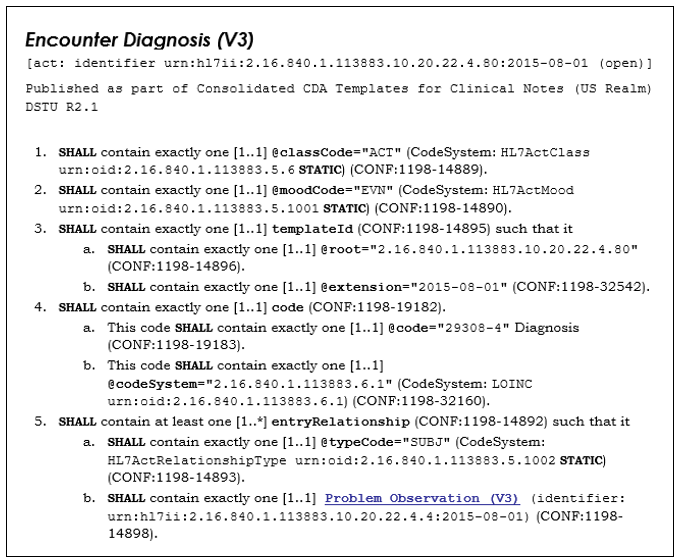 Encounter Diagnosis (V3)
[act: identifier urn:hl7ii:2.16.840.1.113883.10.20.22.4.80:2015-08-01 (open)]
Published as part of Consolidated CDA Templates for Clinical Notes (US Realm)
DSTU R2.1
1. SHALL contain exactly one [1..1] @classCode="ACT" (CodeSystem: HL7ActClass
urn:oid:2.16.840.1.113883.5.6 STATIC) (CONF:1198-14889).
2. SHALL contain exactly one [1..1] @moodCode="EVN" (CodeSystem: HL7ActMood
urn:oid:2.16.840.1.113883.5.1001 STATIC) (CONF:1198-14890).
3. SHALL contain exactly one [1..1] templateId (CONF:1198-14895) such that it
a. SHALL contain exactly one [1..1] @root="2.16.840.1.113883.10.20.22.4.80"
(CONF:1198-14896).
b. SHALL contain exactly one [1..1] @extension="2015-08-01" (CONF:1198-32542).
4. SHALL contain exactly one [1..1] code (CONF:1198-19182).
a. This code SHALL contain exactly one [1..1] @code="29308-4" Diagnosis
(CONF:1198-19183).
b. This code SHALL contain exactly one [1..1]
@codeSystem="2.16.840.1.113883.6.1" (CodeSystem: LOINC
urn:oid:2.16.840.1.113883.6.1) (CONF:1198-32160).
5. SHALL contain at least one [1..*] entryRelationship (CONF:1198-14892) such that it
a. SHALL contain exactly one [1..1] @typeCode="SUBJ" (CodeSystem:
HL7ActRelationshipType urn:oid:2.16.840.1.113883.5.1002 STATIC)
(CONF:1198-14893).
b. SHALL contain exactly one [1..1] Problem Observation (V3) (identifier:
urn:hl7ii:2.16.840.1.113883.10.20.22.4.4:2015-08-01) (CONF:1198-
14898).